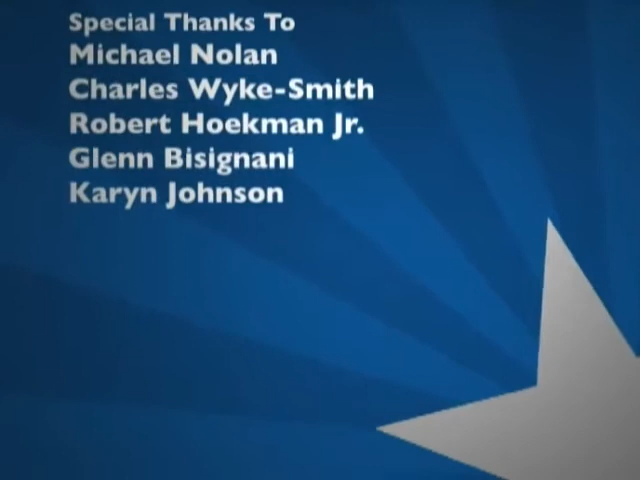 Special Thanks To
Michael Nolan
Charles Wyke-Smith
Robert Hoekman Jr.
Glenn Bisignani
Karyn Johnson